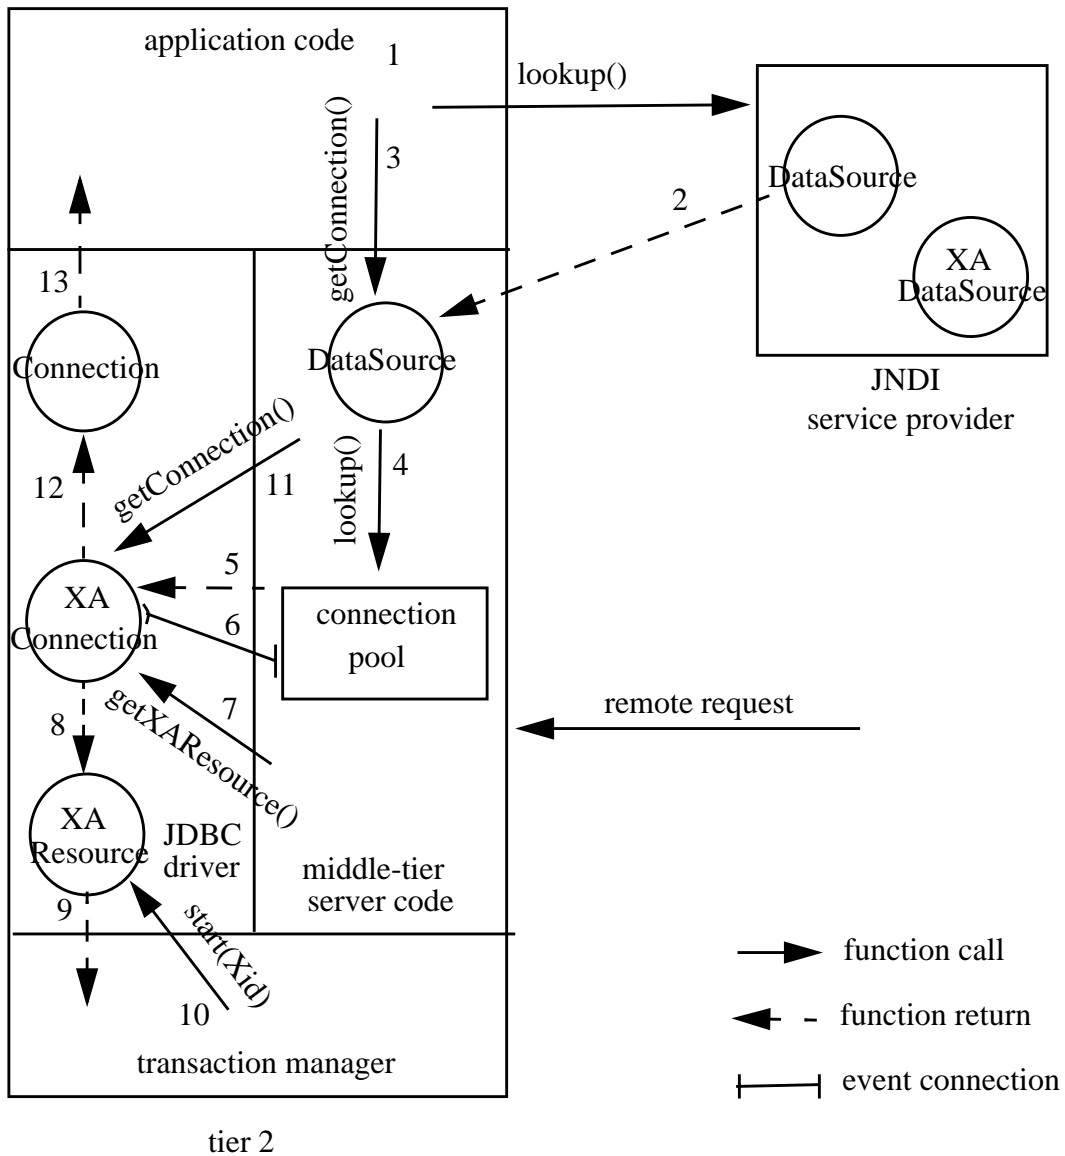 application code
1
lookup()
getConnection()
3
DataSource
2
XA
DataSource
13
Connection
DataSource
JNDI
service provider
getConnection()
lookup()
4
12
11
5
XA
Connection
6
connection
pool
7
getXAResource()
remote request
8
XA
Resource
JDBC
driver
middle-tier
server code
9
start(Xid)
10
function call
function return
transaction manager
event connection
tier 2